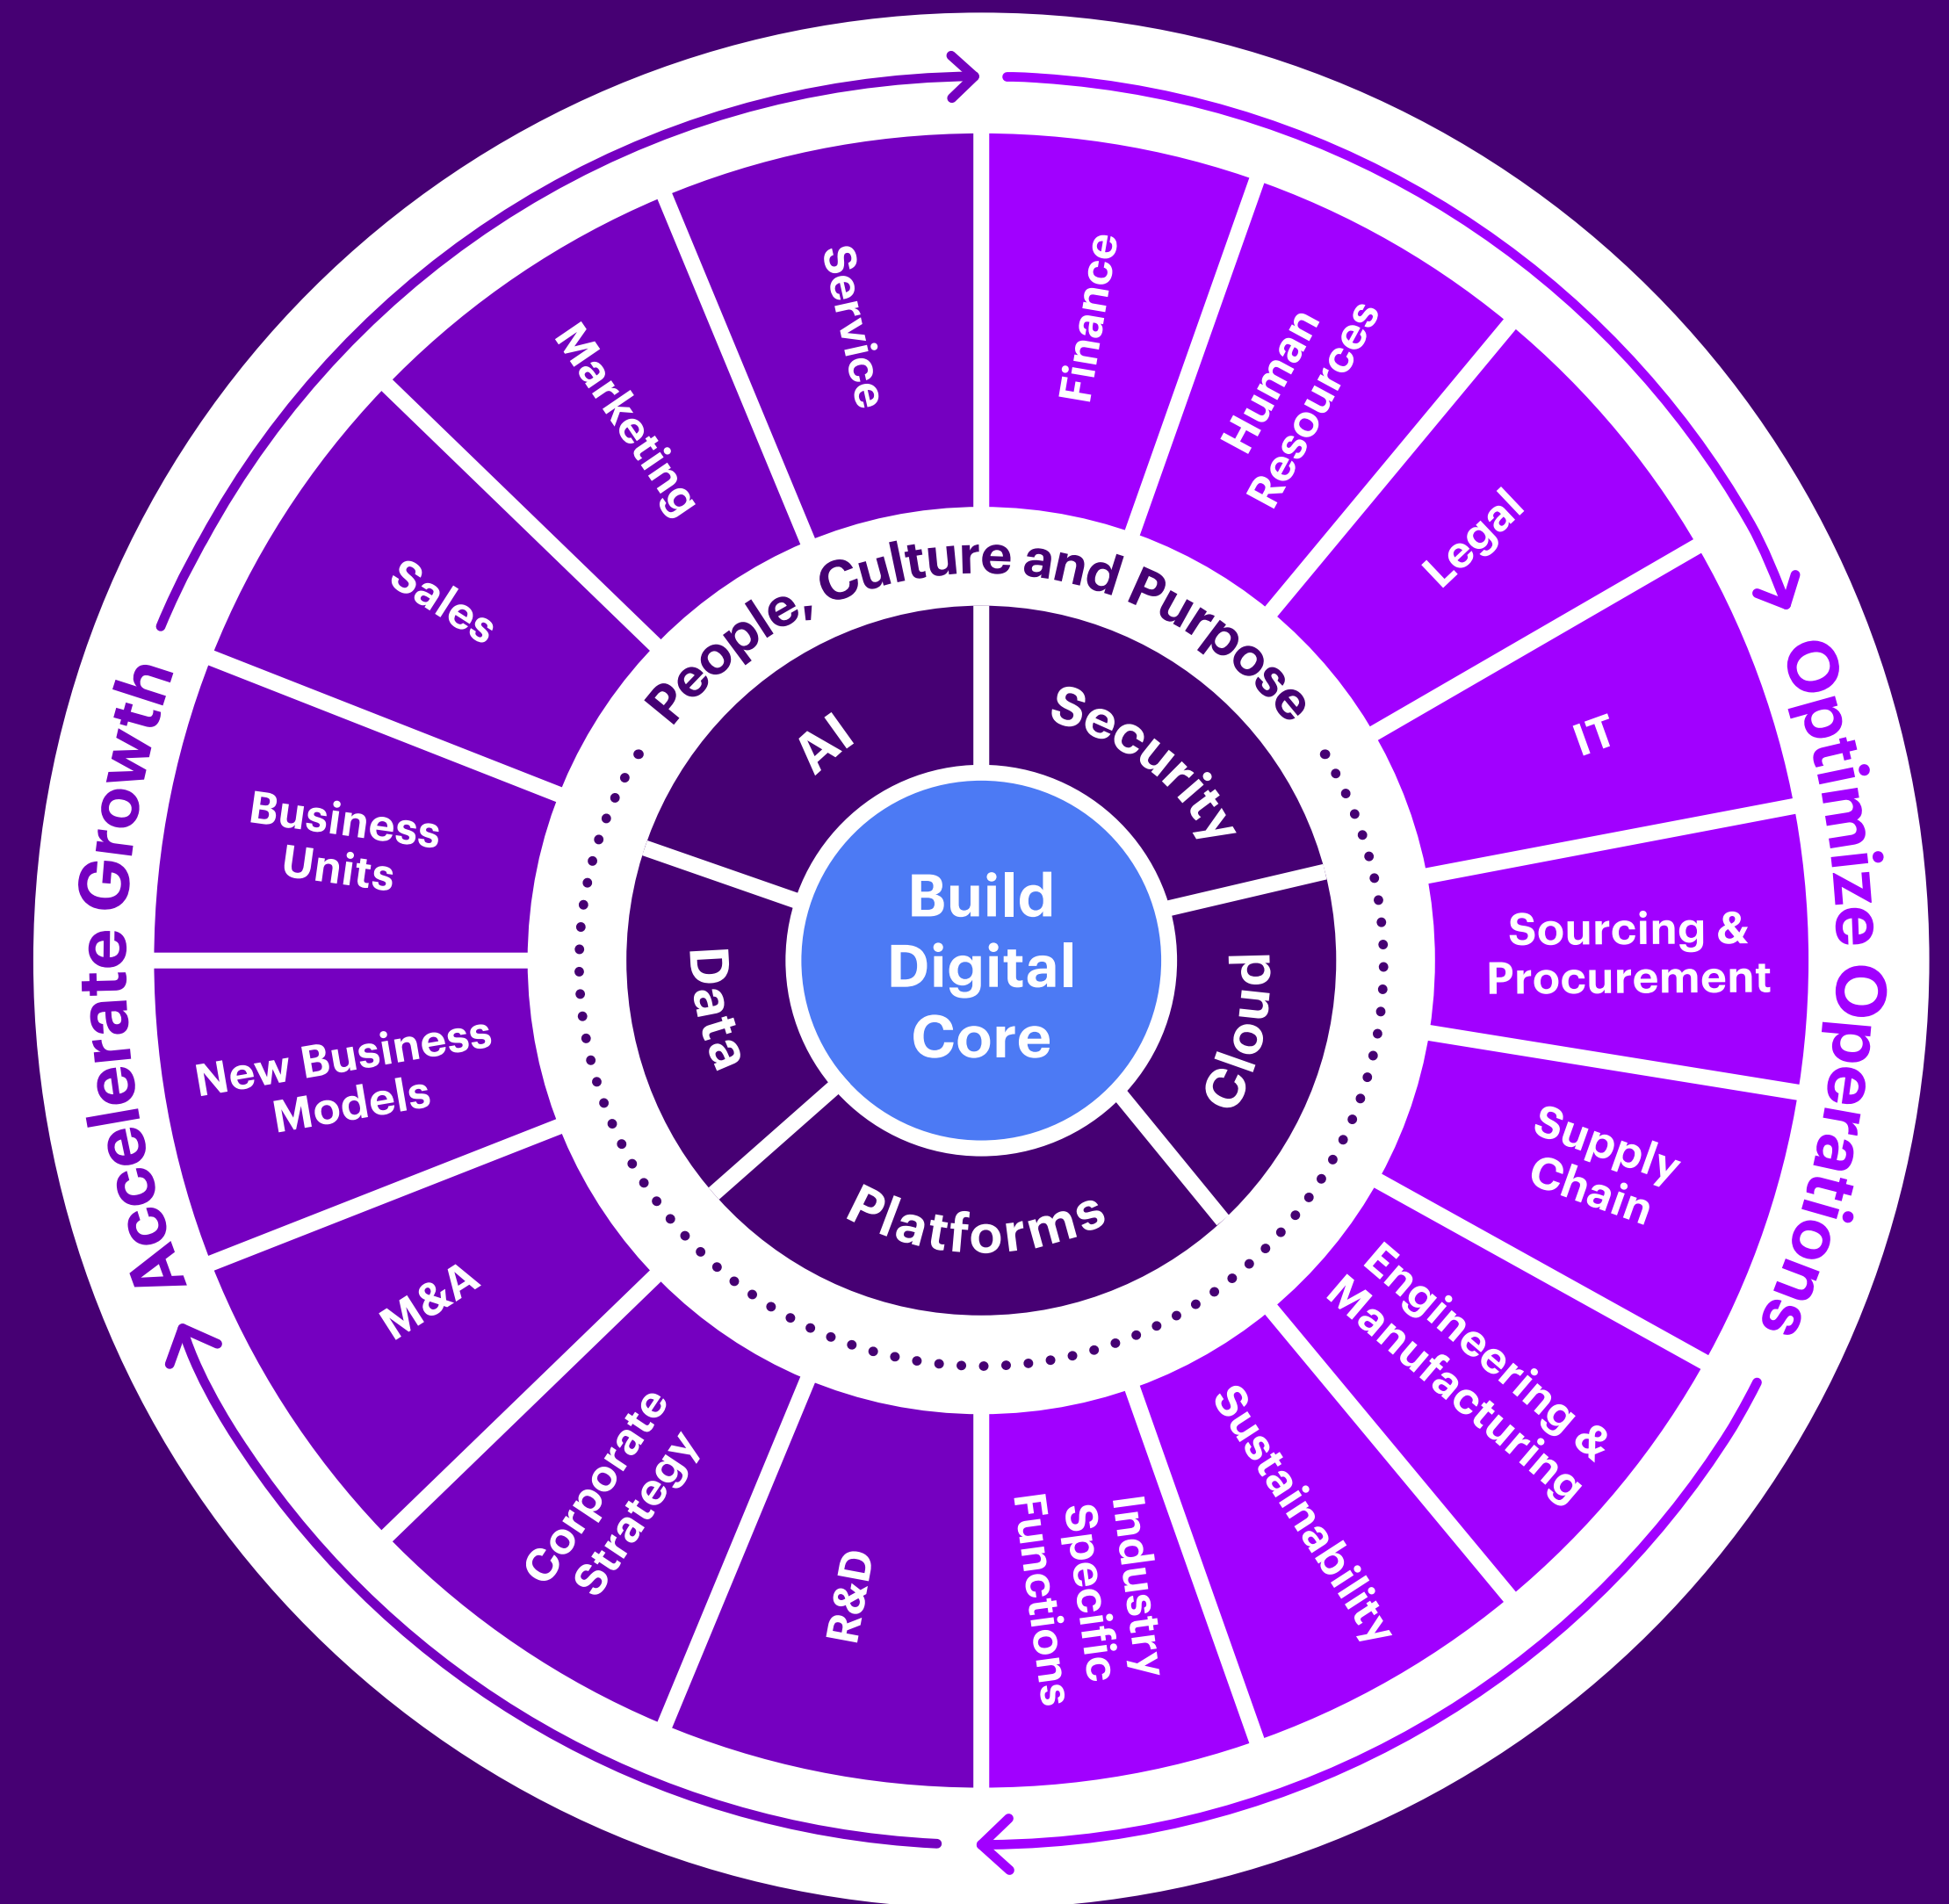 Accelerate Growth
Optimize Operations
Finance
Human
Resources
Legal
IT
Sourcing &
Procurement
Supply
Chain
Engineering &
Manufacturing
Sustainability
Industry
Specific
Functions
R&D
Corporate
Strategy
M&A
New Business
Models
Business
Units
Sales
Marketing
Service
People, Culture and Purpose
AI
Security
Cloud
Platforms
Data
Build
Digital
Core